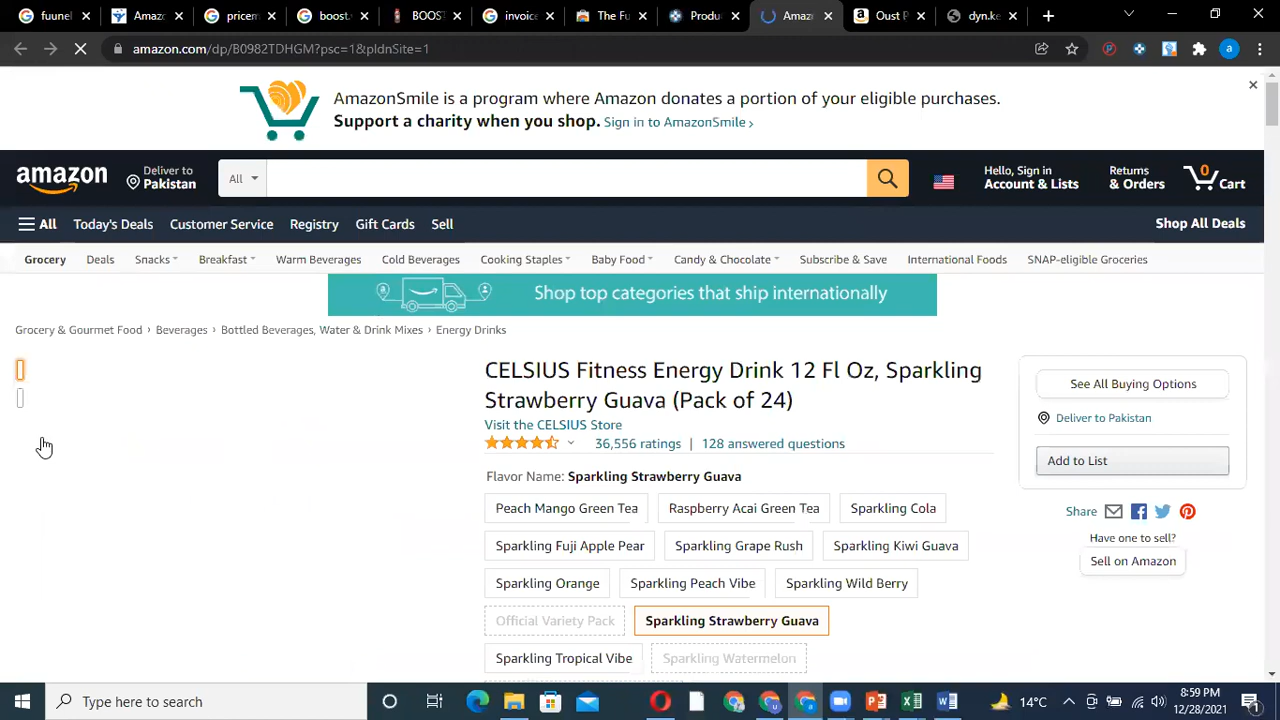 fuunel
Amazo
pricem
boost.v
BOOST
invoice
The Fu
Produ
Amaz
Oust P
dyn.ke
amazon.com/dp/B0982TDHGM?psc=1&pldnSite=1
a
AmazonSmile is a program where Amazon donates a portion of your eligible purchases.
Support a charity when you shop. Sign in to AmazonSmile ›
amazon
Deliver to
Pakistan
All
Hello, Sign in
Account & Lists
Returns
& Orders
0
Cart
All Today's Deals Customer Service Registry Gift Cards Sell Shop All Deals
Grocery Deals Snacks Breakfast Warm Beverages Cold Beverages Cooking Staples Baby Food Candy & Chocolate Subscribe & Save International Foods SNAP-eligible Groceries
Shop top categories that ship internationally
Grocery & Gourmet Food › Beverages › Bottled Beverages, Water & Drink Mixes › Energy Drinks
CELSIUS Fitness Energy Drink 12 Fl Oz, Sparkling
Strawberry Guava (Pack of 24)
Visit the CELSIUS Store
36,556 ratings | 128 answered questions
Flavor Name: Sparkling Strawberry Guava
Peach Mango Green Tea Raspberry Acai Green Tea Sparkling Cola
Sparkling Fuji Apple Pear Sparkling Grape Rush Sparkling Kiwi Guava
Sparkling Orange Sparkling Peach Vibe Sparkling Wild Berry
Official Variety Pack Sparkling Strawberry Guava
Sparkling Tropical Vibe Sparkling Watermelon
See All Buying Options
Deliver to Pakistan
Add to List
Share
Have one to sell?
Sell on Amazon
Type here to search
14°C
8:59 PM
12/28/2021
1